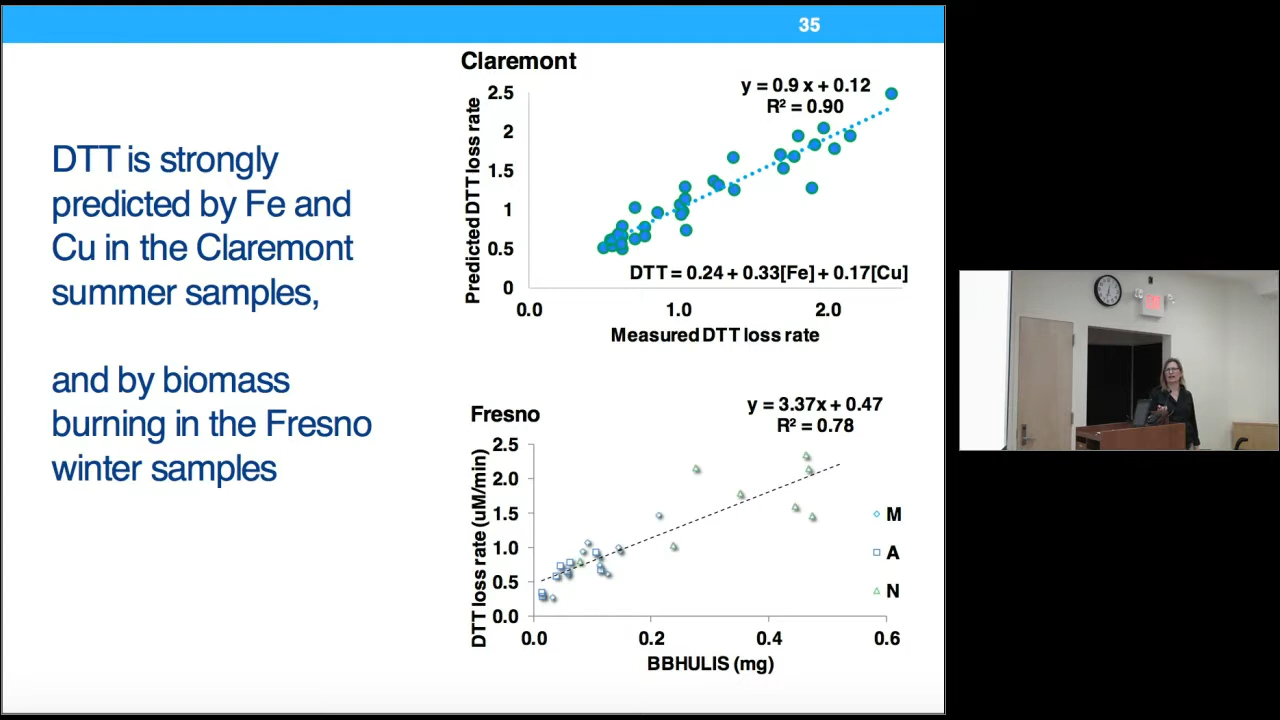 35
DTT is strongly
predicted by Fe and
Cu in the Claremont
summer samples,
and by biomass
burning in the Fresno
winter samples
Claremont
y = 0.9 x + 0.12
R² = 0.90
Predicted DTT loss rate
2.5
2
1.5
1
0.5
0
DTT = 0.24 + 0.33[Fe] + 0.17[Cu]
0.0 1.0 2.0
Measured DTT loss rate
Fresno
y = 3.37x + 0.47
R² = 0.78
DTT loss rate (uM/min)
2.5
2.0
1.5
1.0
0.5
0.0
M
A
N
0.0 0.2 0.4 0.6
BBHULIS (mg)